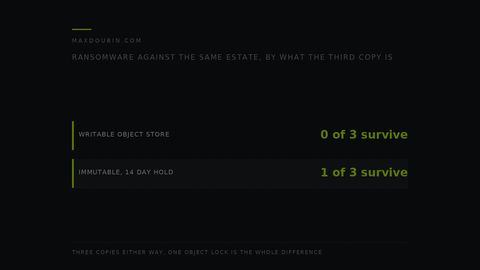 MAXDOURIN.COM
RANSOMWARE AGAINST THE SAME ESTATE, BY WHAT THE THIRD COPY IS
WRITABLE OBJECT STORE 0 of 3 survive
IMMUTABLE, 14 DAY HOLD 1 of 3 survive
THREE COPIES EITHER WAY, ONE OBJECT LOCK IS THE WHOLE DIFFERENCE